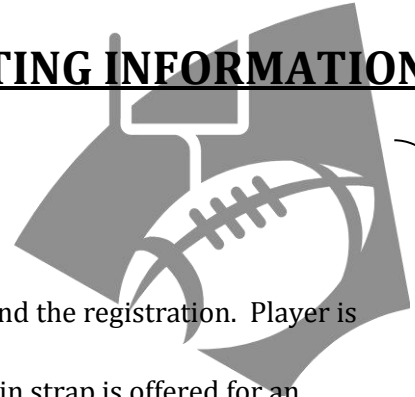 TING INFORMATION
nd the registration.  Player is
in strap is offered for an